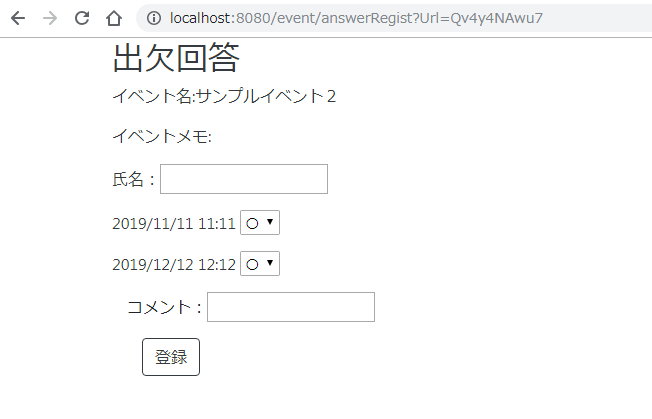 localhost:8080/event/answerRegist?Url=Qv4y4NAwu7
出欠回答
イベント名:サンプルイベント２
イベントメモ:
氏名：
2019/11/11 11:11 ○
2019/12/12 12:12 ○
コメント：
登録